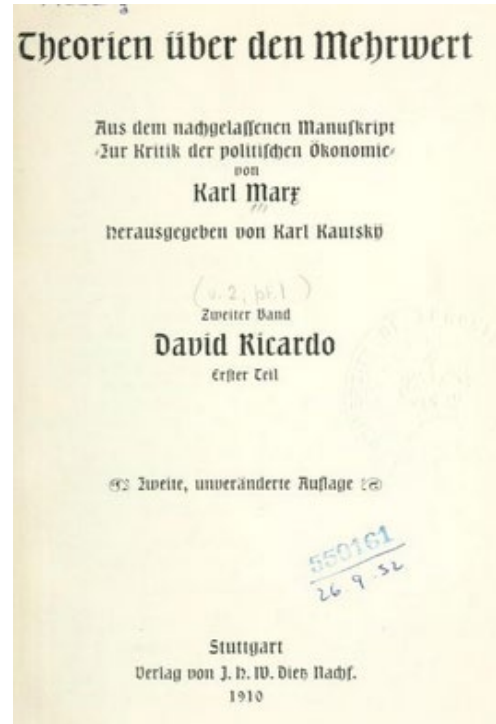 Theorien über den Mehrwert
Aus dem nachgelassenen Manuskript
„Zur Kritik der politischen Ökonomie“
von
Karl Marx
herausgegeben von Karl Kautsky
(v. 2, pt. 1)
Zweiter Band
David Ricardo
Erster Teil
Zweite, unveränderte Auflage
550161
26.9.52
Stuttgart
Verlag von J. H. W. Dietz Nachf.
1910